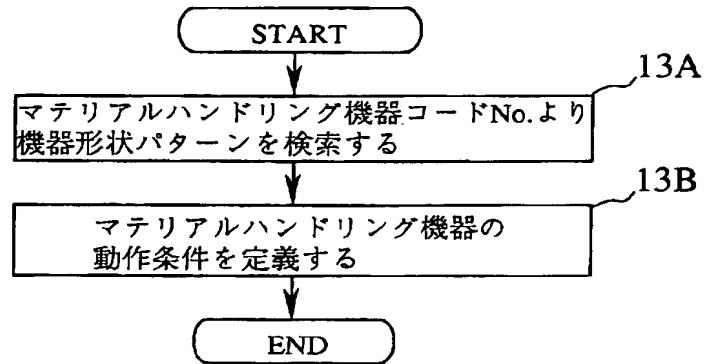 START
13A
マテリアルハンドリング機器コードNo.より
機器形状パターンを検索する
13B
マテリアルハンドリング機器の
動作条件を定義する
END